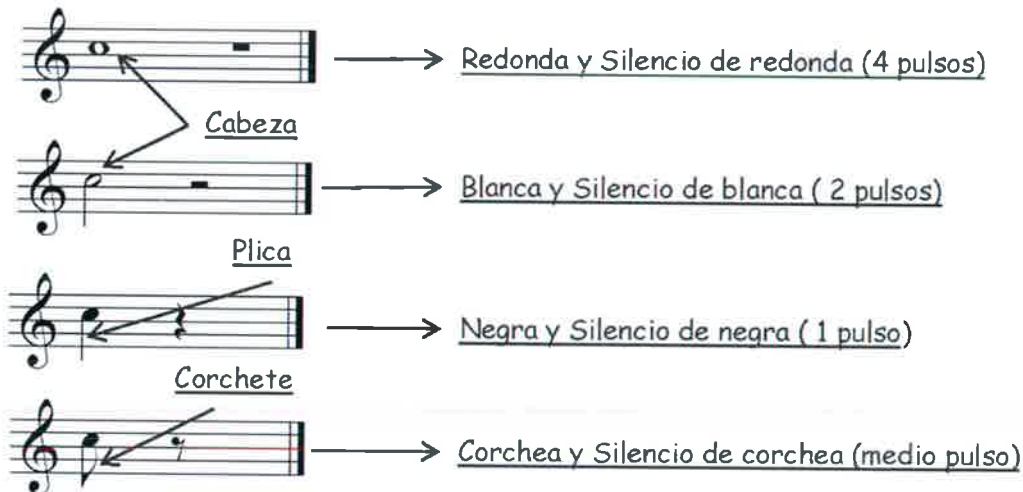 Redonda y Silencio de redonda (4 pulsos)
Cabeza
Blanca y Silencio de blanca ( 2 pulsos)
Plica
Negra y Silencio de negra ( 1 pulso)
Corchete
Corchea y Silencio de corchea (medio pulso)